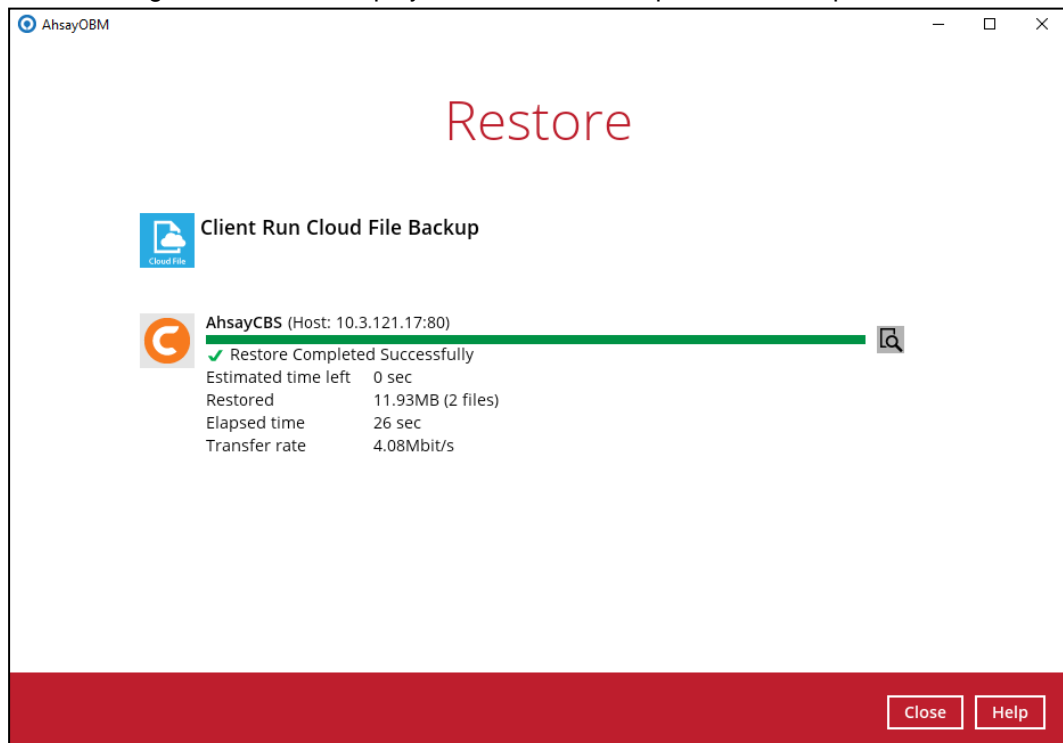 AhsayOBM
Restore
Client Run Cloud File Backup
Cloud File
AhsayCBS (Host: 10.3.121.17:80)
Restore Completed Successfully
Estimated time left 0 sec
Restored 11.93MB (2 files)
Elapsed time 26 sec
Transfer rate 4.08Mbit/s
Close Help